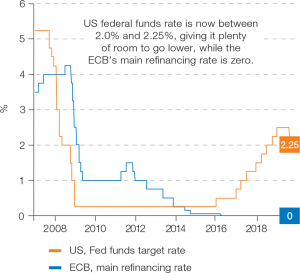 6
US federal funds rate is now between
2.0% and 2.25%, giving it plenty
of room to go lower, while the
ECB's main refinancing rate is zero.
5
4
%
3
2
2.25
1
0
0
2008 2010 2012 2014 2016 2018
US, Fed funds target rate
ECB, main refinancing rate